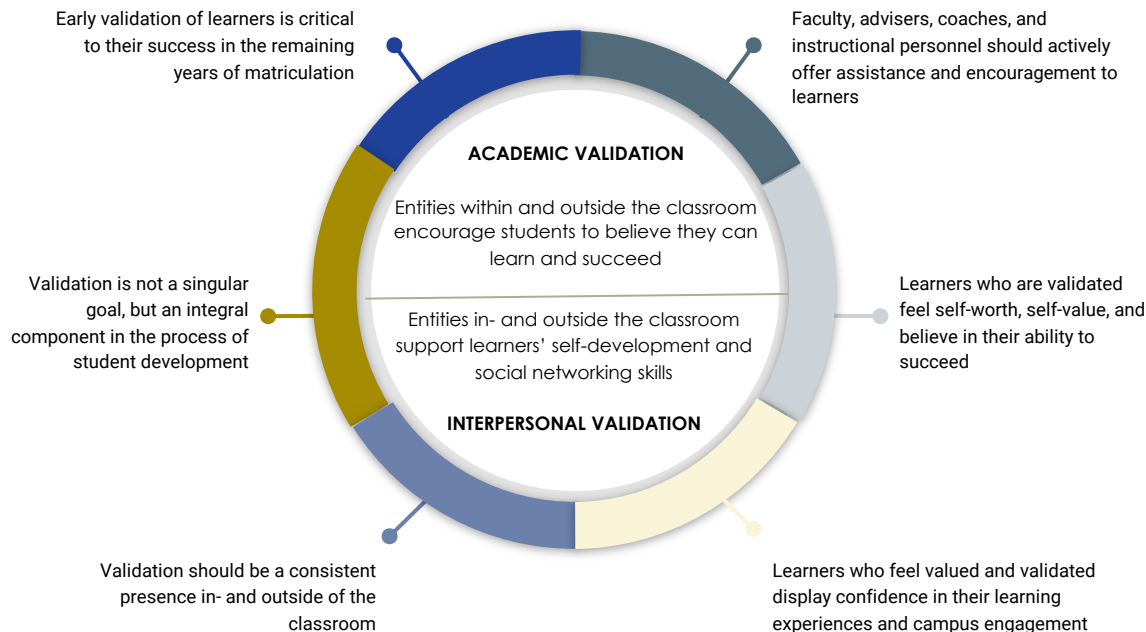 Early validation of learners is critical
to their success in the remaining
years of matriculation
Faculty, advisers, coaches, and
instructional personnel should actively
offer assistance and encouragement to
learners
ACADEMIC VALIDATION
Entities within and outside the classroom
encourage students to believe they can
learn and succeed
Validation is not a singular
goal, but an integral
component in the process of
student development
Entities in- and outside the classroom
support learners’ self-development and
social networking skills
INTERPERSONAL VALIDATION
Learners who are validated
feel self-worth, self-value, and
believe in their ability to
succeed
Validation should be a consistent
presence in- and outside of the
classroom
Learners who feel valued and validated
display confidence in their learning
experiences and campus engagement